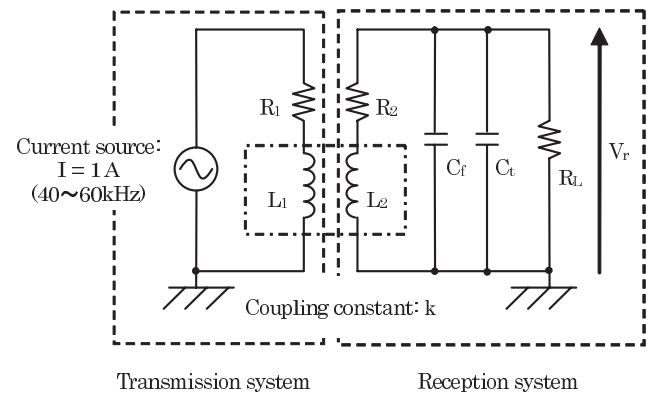 Current source:
I = 1 A
(40~60kHz)
R1
L1
R2
L2
Cf
Ct
RL
Vr
Coupling constant: k
Transmission system
Reception system